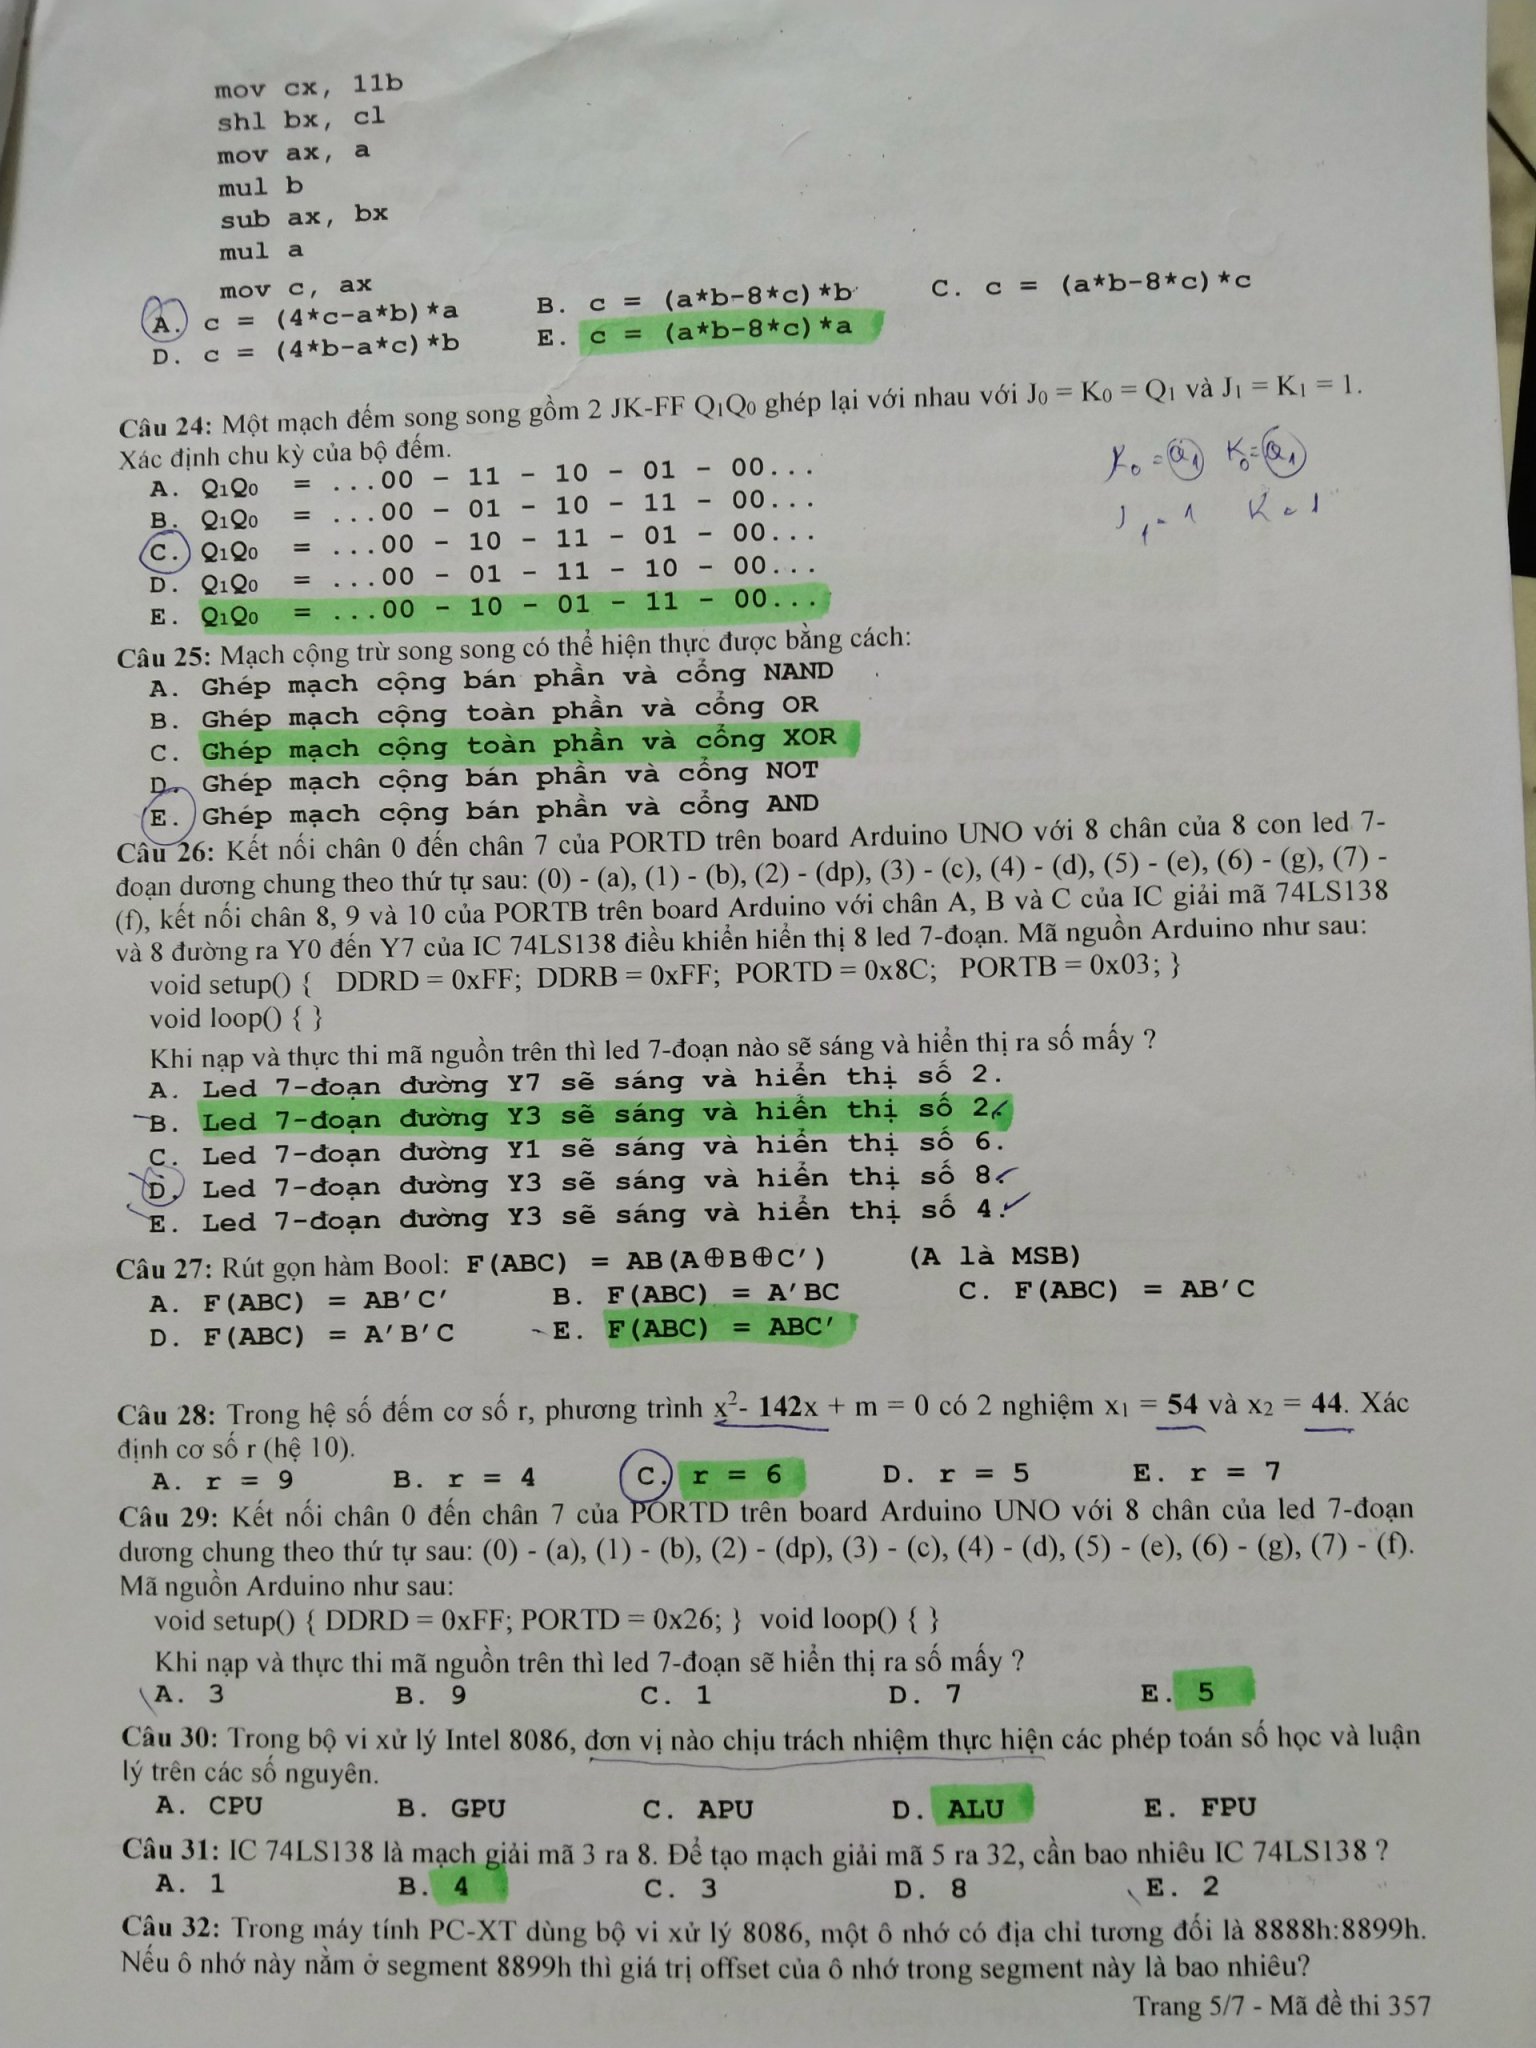 mov cx, 11b
shl bx, cl
mov ax, a
mul b
sub ax, bx
mul a
mov c, ax
A. c = (4*c-a*b)*a B. c = (a*b-8*c)*b C. c = (a*b-8*c)*c
D. c = (4*b-a*c)*b E. c = (a*b-8*c)*a
Câu 24: Một mạch đếm song song gồm 2 JK-FF Q1Q0 ghép lại với nhau với J0 = K0 = Q1 và J1 = K1 = 1.
Xác định chu kỳ của bộ đếm.
A. Q1Q0 = ...00 - 11 - 10 - 01 - 00...
B. Q1Q0 = ...00 - 01 - 10 - 11 - 00...
C. Q1Q0 = ...00 - 10 - 11 - 01 - 00...
D. Q1Q0 = ...00 - 01 - 11 - 10 - 00...
E. Q1Q0 = ...00 - 10 - 01 - 11 - 00...
K0 = Q1 K0 = Q1
J1 = 1 K = 1
Câu 25: Mạch cộng trừ song song có thể hiện thực được bằng cách:
A. Ghép mạch cộng bán phần và cổng NAND
B. Ghép mạch cộng toàn phần và cổng OR
C. Ghép mạch cộng toàn phần và cổng XOR
D. Ghép mạch cộng bán phần và cổng NOT
E. Ghép mạch cộng bán phần và cổng AND
Câu 26: Kết nối chân 0 đến chân 7 của PORTD trên board Arduino UNO với 8 chân của 8 con led 7-
đoạn dương chung theo thứ tự sau: (0) - (a), (1) - (b), (2) - (dp), (3) - (c), (4) - (d), (5) - (e), (6) - (g), (7) -
(f), kết nối chân 8, 9 và 10 của PORTB trên board Arduino với chân A, B và C của IC giải mã 74LS138
và 8 đường ra Y0 đến Y7 của IC 74LS138 điều khiển hiển thị 8 led 7-đoạn. Mã nguồn Arduino như sau:
void setup() { DDRD = 0xFF; DDRB = 0xFF; PORTD = 0x8C; PORTB = 0x03; }
void loop() { }
Khi nạp và thực thi mã nguồn trên thì led 7-đoạn nào sẽ sáng và hiển thị ra số mấy ?
A. Led 7-đoạn đường Y7 sẽ sáng và hiển thị số 2.
B. Led 7-đoạn đường Y3 sẽ sáng và hiển thị số 2.
C. Led 7-đoạn đường Y1 sẽ sáng và hiển thị số 6.
D. Led 7-đoạn đường Y3 sẽ sáng và hiển thị số 8.
E. Led 7-đoạn đường Y3 sẽ sáng và hiển thị số 4.
Câu 27: Rút gọn hàm Bool: F(ABC) = AB(A⊕B⊕C') (A là MSB)
A. F(ABC) = AB'C' B. F(ABC) = A'BC C. F(ABC) = AB'C
D. F(ABC) = A'B'C E. F(ABC) = ABC'
Câu 28: Trong hệ số đếm cơ số r, phương trình x²- 142x + m = 0 có 2 nghiệm x1 = 54 và x2 = 44. Xác
định cơ số r (hệ 10).
A. r = 9 B. r = 4 C. r = 6 D. r = 5 E. r = 7
Câu 29: Kết nối chân 0 đến chân 7 của PORTD trên board Arduino UNO với 8 chân của led 7-đoạn
dương chung theo thứ tự sau: (0) - (a), (1) - (b), (2) - (dp), (3) - (c), (4) - (d), (5) - (e), (6) - (g), (7) - (f).
Mã nguồn Arduino như sau:
void setup() { DDRD = 0xFF; PORTD = 0x26; } void loop() { }
Khi nạp và thực thi mã nguồn trên thì led 7-đoạn sẽ hiển thị ra số mấy ?
A. 3 B. 9 C. 1 D. 7 E. 5
Câu 30: Trong bộ vi xử lý Intel 8086, đơn vị nào chịu trách nhiệm thực hiện các phép toán số học và luận
lý trên các số nguyên.
A. CPU B. GPU C. APU D. ALU E. FPU
Câu 31: IC 74LS138 là mạch giải mã 3 ra 8. Để tạo mạch giải mã 5 ra 32, cần bao nhiêu IC 74LS138 ?
A. 1 B. 4 C. 3 D. 8 E. 2
Câu 32: Trong máy tính PC-XT dùng bộ vi xử lý 8086, một ô nhớ có địa chỉ tương đối là 8888h:8899h.
Nếu ô nhớ này nằm ở segment 8899h thì giá trị offset của ô nhớ trong segment này là bao nhiêu?
Trang 5/7 - Mã đề thi 357